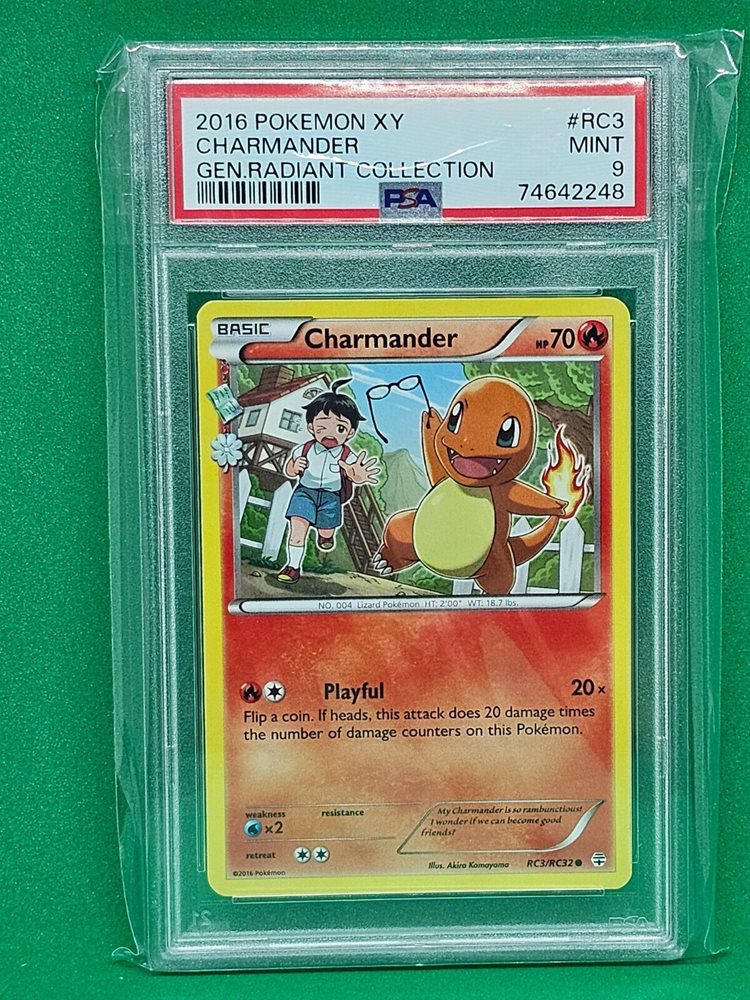 2016 POKEMON XY #RC3
CHARMANDER MINT
GEN.RADIANT COLLECTION 9
PSA 74642248
BASIC Charmander HP70
NO. 004 Lizard Pokémon HT: 2'00" WT: 18.7 lbs.
Playful 20×
Flip a coin. If heads, this attack does 20 damage times
the number of damage counters on this Pokémon.
weakness resistance
×2
retreat
My Charmander is so rambunctious!
I wonder if we can become good
friends?
Illus. Akira Komayama RC3/RC32
©2016 Pokémon